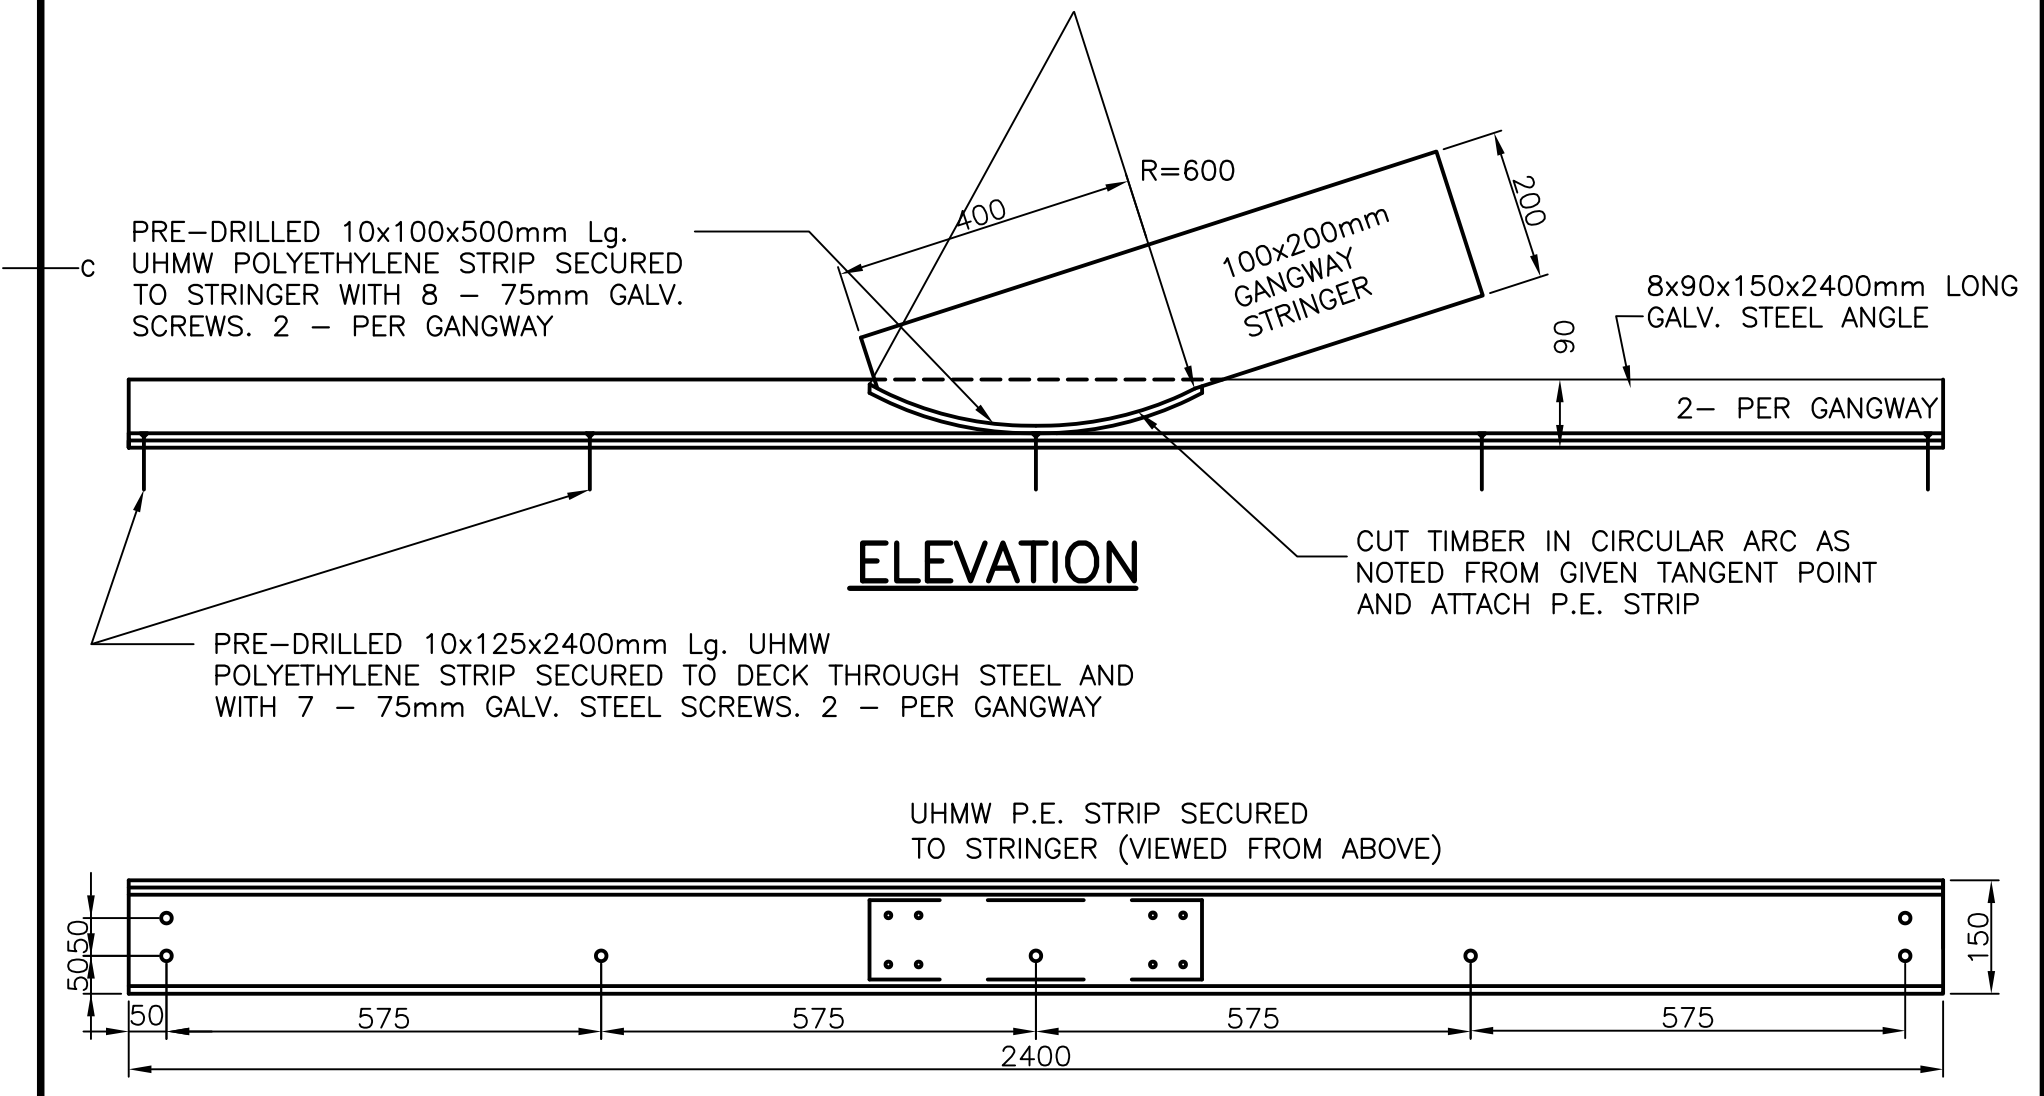 R=600
400
200
100x200mm
GANGWAY
STRINGER
PRE-DRILLED 10x100x500mm Lg.
UHMW POLYETHYLENE STRIP SECURED
TO STRINGER WITH 8 - 75mm GALV.
SCREWS. 2 - PER GANGWAY
C
8x90x150x2400mm LONG
GALV. STEEL ANGLE
90
2- PER GANGWAY
ELEVATION
CUT TIMBER IN CIRCULAR ARC AS
NOTED FROM GIVEN TANGENT POINT
AND ATTACH P.E. STRIP
PRE-DRILLED 10x125x2400mm Lg. UHMW
POLYETHYLENE STRIP SECURED TO DECK THROUGH STEEL AND
WITH 7 - 75mm GALV. STEEL SCREWS. 2 - PER GANGWAY
UHMW P.E. STRIP SECURED
TO STRINGER (VIEWED FROM ABOVE)
50
50
150
50
575
575
575
575
2400